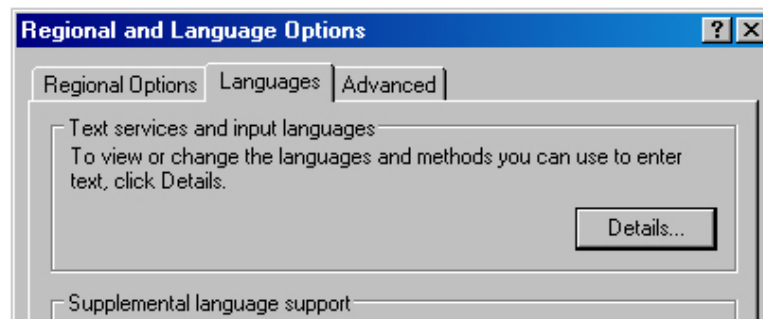 Regional and Language Options
Regional Options Languages Advanced
Text services and input languages
To view or change the languages and methods you can use to enter
text, click Details.
Details...
Supplemental language support